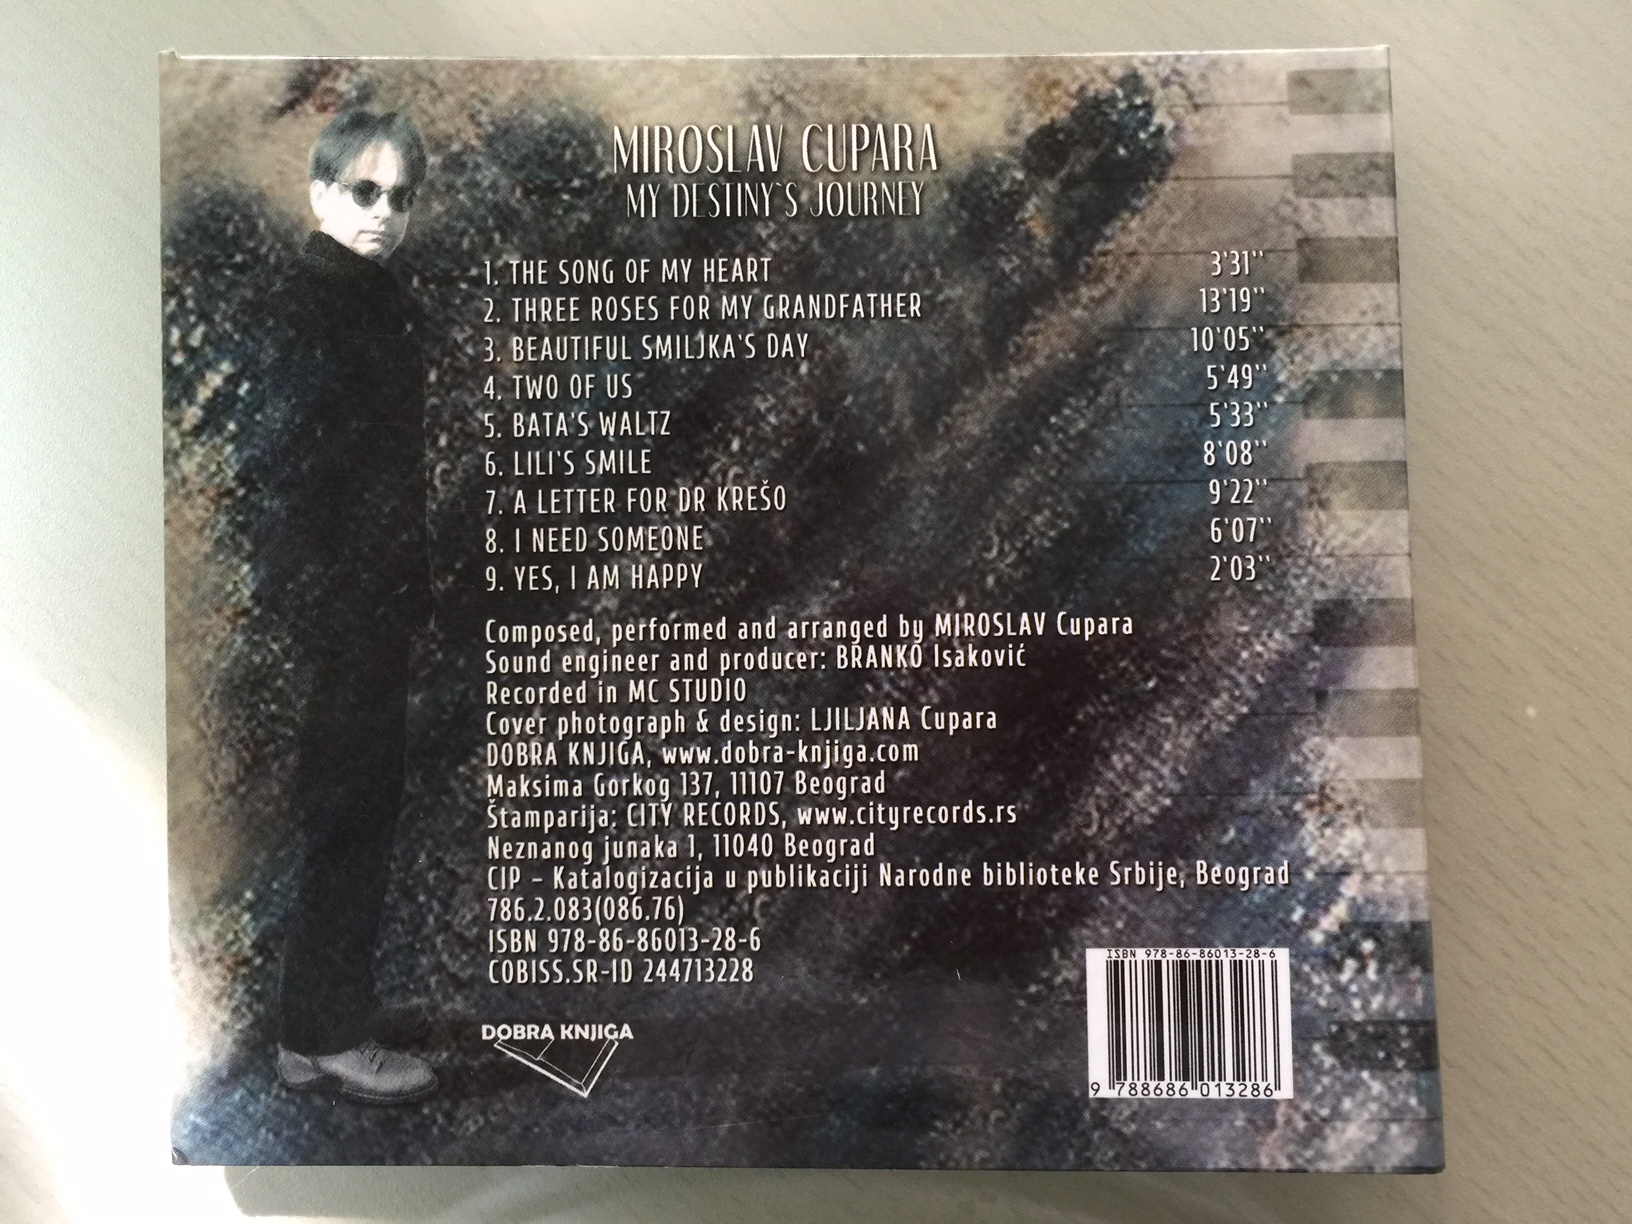 MIROSLAV CUPARA
MY DESTINY`S JOURNEY
1. THE SONG OF MY HEART 3'31''
2. THREE ROSES FOR MY GRANDFATHER 13'19''
3. BEAUTIFUL SMILJKA'S DAY 10'05''
4. TWO OF US 5'49''
5. BATA'S WALTZ 5'33''
6. LILI'S SMILE 8'08''
7. A LETTER FOR DR KREŠO 9'22''
8. I NEED SOMEONE 6'07''
9. YES, I AM HAPPY 2'03''
Composed, performed and arranged by MIROSLAV Cupara
Sound engineer and producer: BRANKO Isaković
Recorded in MC STUDIO
Cover photograph & design: LJILJANA Cupara
DOBRA KNJIGA, www.dobra-knjiga.com
Maksima Gorkog 137, 11107 Beograd
Štamparija: CITY RECORDS, www.cityrecords.rs
Neznanog junaka 1, 11040 Beograd
CIP – Katalogizacija u publikaciji Narodne biblioteke Srbije, Beograd
786.2.083(086.76)
ISBN 978-86-86013-28-6
COBISS.SR-ID 244713228
DOBRA KNJIGA
ISBN 978-86-86013-28-6
9 788686 013286